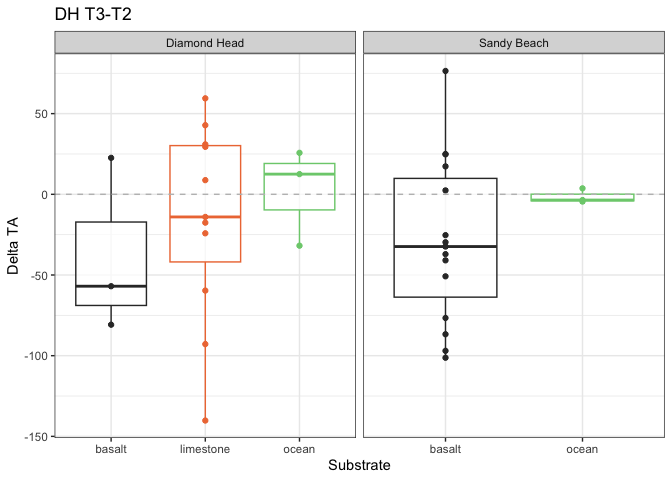 DH T3-T2
Diamond Head
Sandy Beach
Delta TA
50
0
-50
-100
-150
basalt
limestone
ocean
basalt
ocean
Substrate